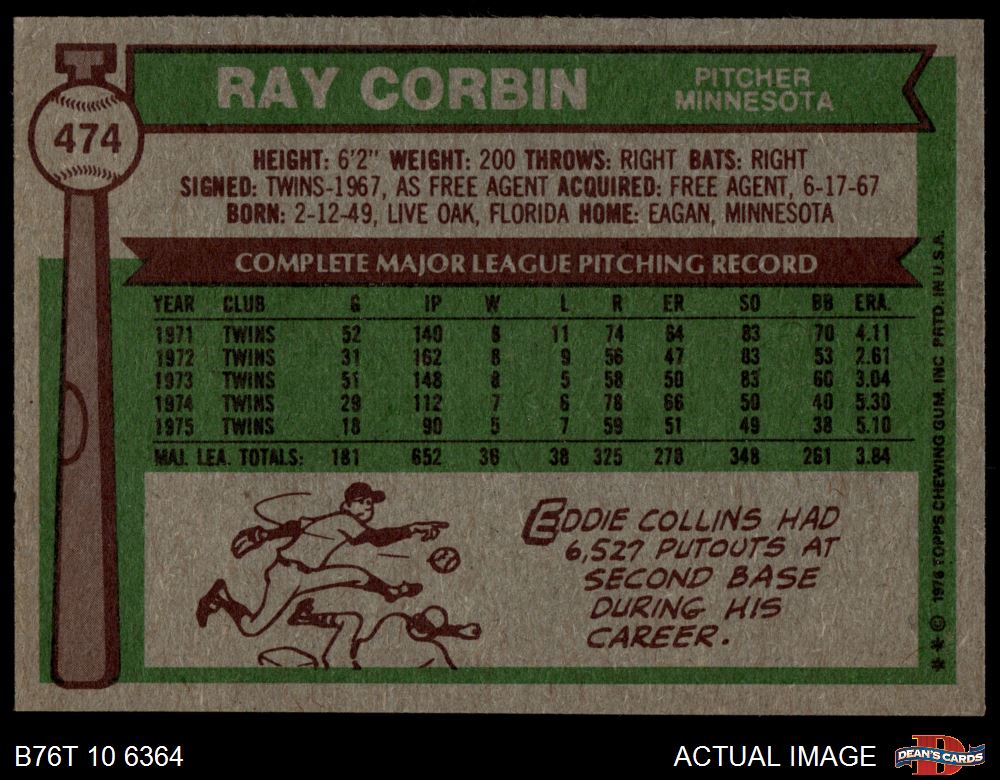 RAY CORBIN
PITCHER
MINNESOTA
474
HEIGHT: 6'2" WEIGHT: 200 THROWS: RIGHT BATS: RIGHT
SIGNED: TWINS-1967, AS FREE AGENT ACQUIRED: FREE AGENT, 6-17-67
BORN: 2-12-49, LIVE OAK, FLORIDA HOME: EAGAN, MINNESOTA
COMPLETE MAJOR LEAGUE PITCHING RECORD
YEAR CLUB G IP W L R ER SO BB ERA.
1971 TWINS 52 140 8 11 74 64 83 70 4.11
1972 TWINS 31 162 8 9 56 47 83 53 2.61
1973 TWINS 51 148 8 5 58 50 83 60 3.04
1974 TWINS 29 112 7 6 78 66 50 40 5.30
1975 TWINS 18 90 5 7 59 51 49 38 5.10
MAJ. LEA. TOTALS: 181 652 36 38 325 278 348 261 3.84
EDDIE COLLINS HAD
6,527 PUTOUTS AT
SECOND BASE
DURING HIS
CAREER.
** © 1976 TOPPS CHEWING GUM, INC PRTD. IN U.S.A.
B76T 10 6364
ACTUAL IMAGE
D
DEAN'S CARDS